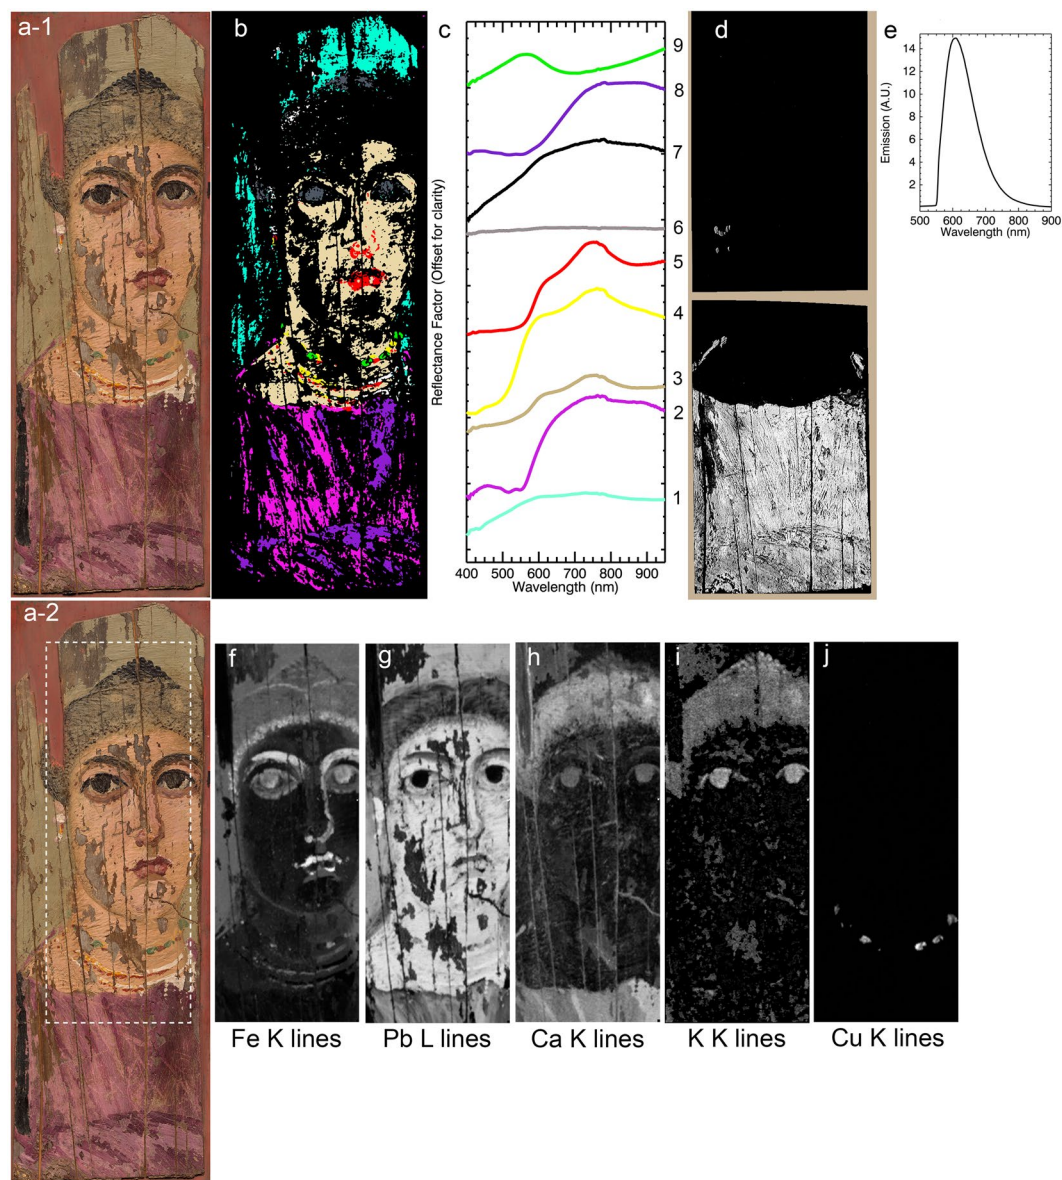 a-1
b
c
d
e
9
8
7
6
5
4
3
2
1
Reflectance Factor (Offset for clarity)
400 500 600 700 800 900
Wavelength (nm)
14
12
10
8
6
4
2
Emission (A.U.)
500 600 700 800 900
Wavelength (nm)
a-2
f
g
h
i
j
Fe K lines
Pb L lines
Ca K lines
K K lines
Cu K lines